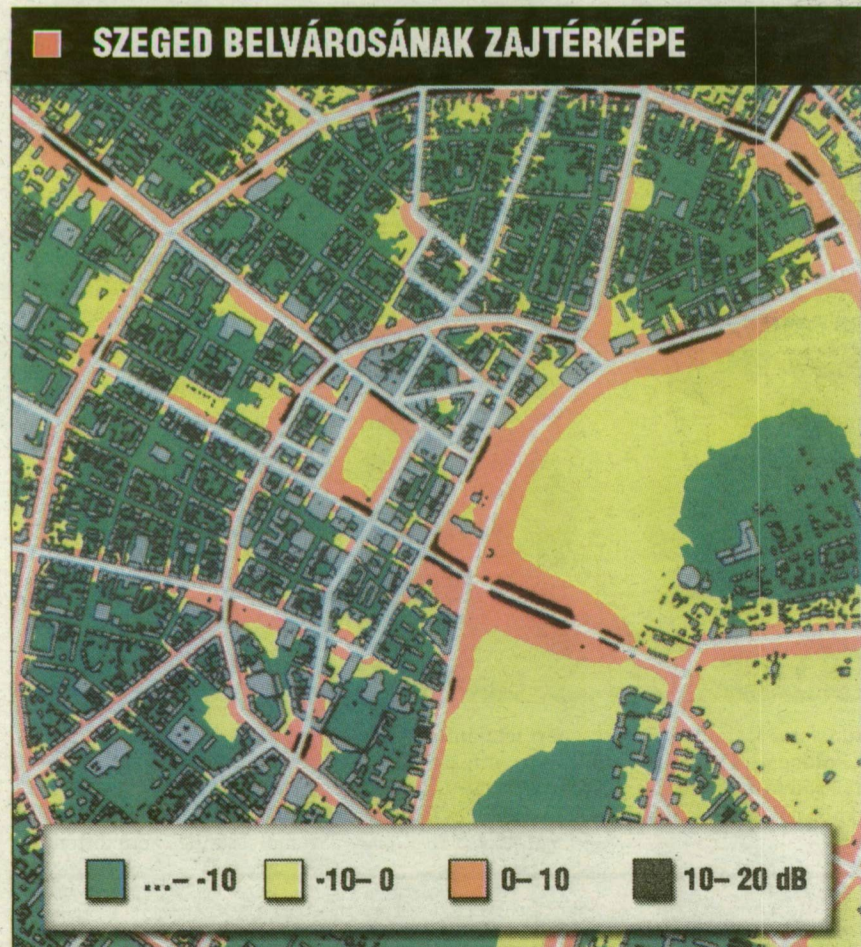 SZEGED BELVÁROSÁNAK ZAJTÉRKÉPE
...– -10 -10– 0 0– 10 10– 20 dB